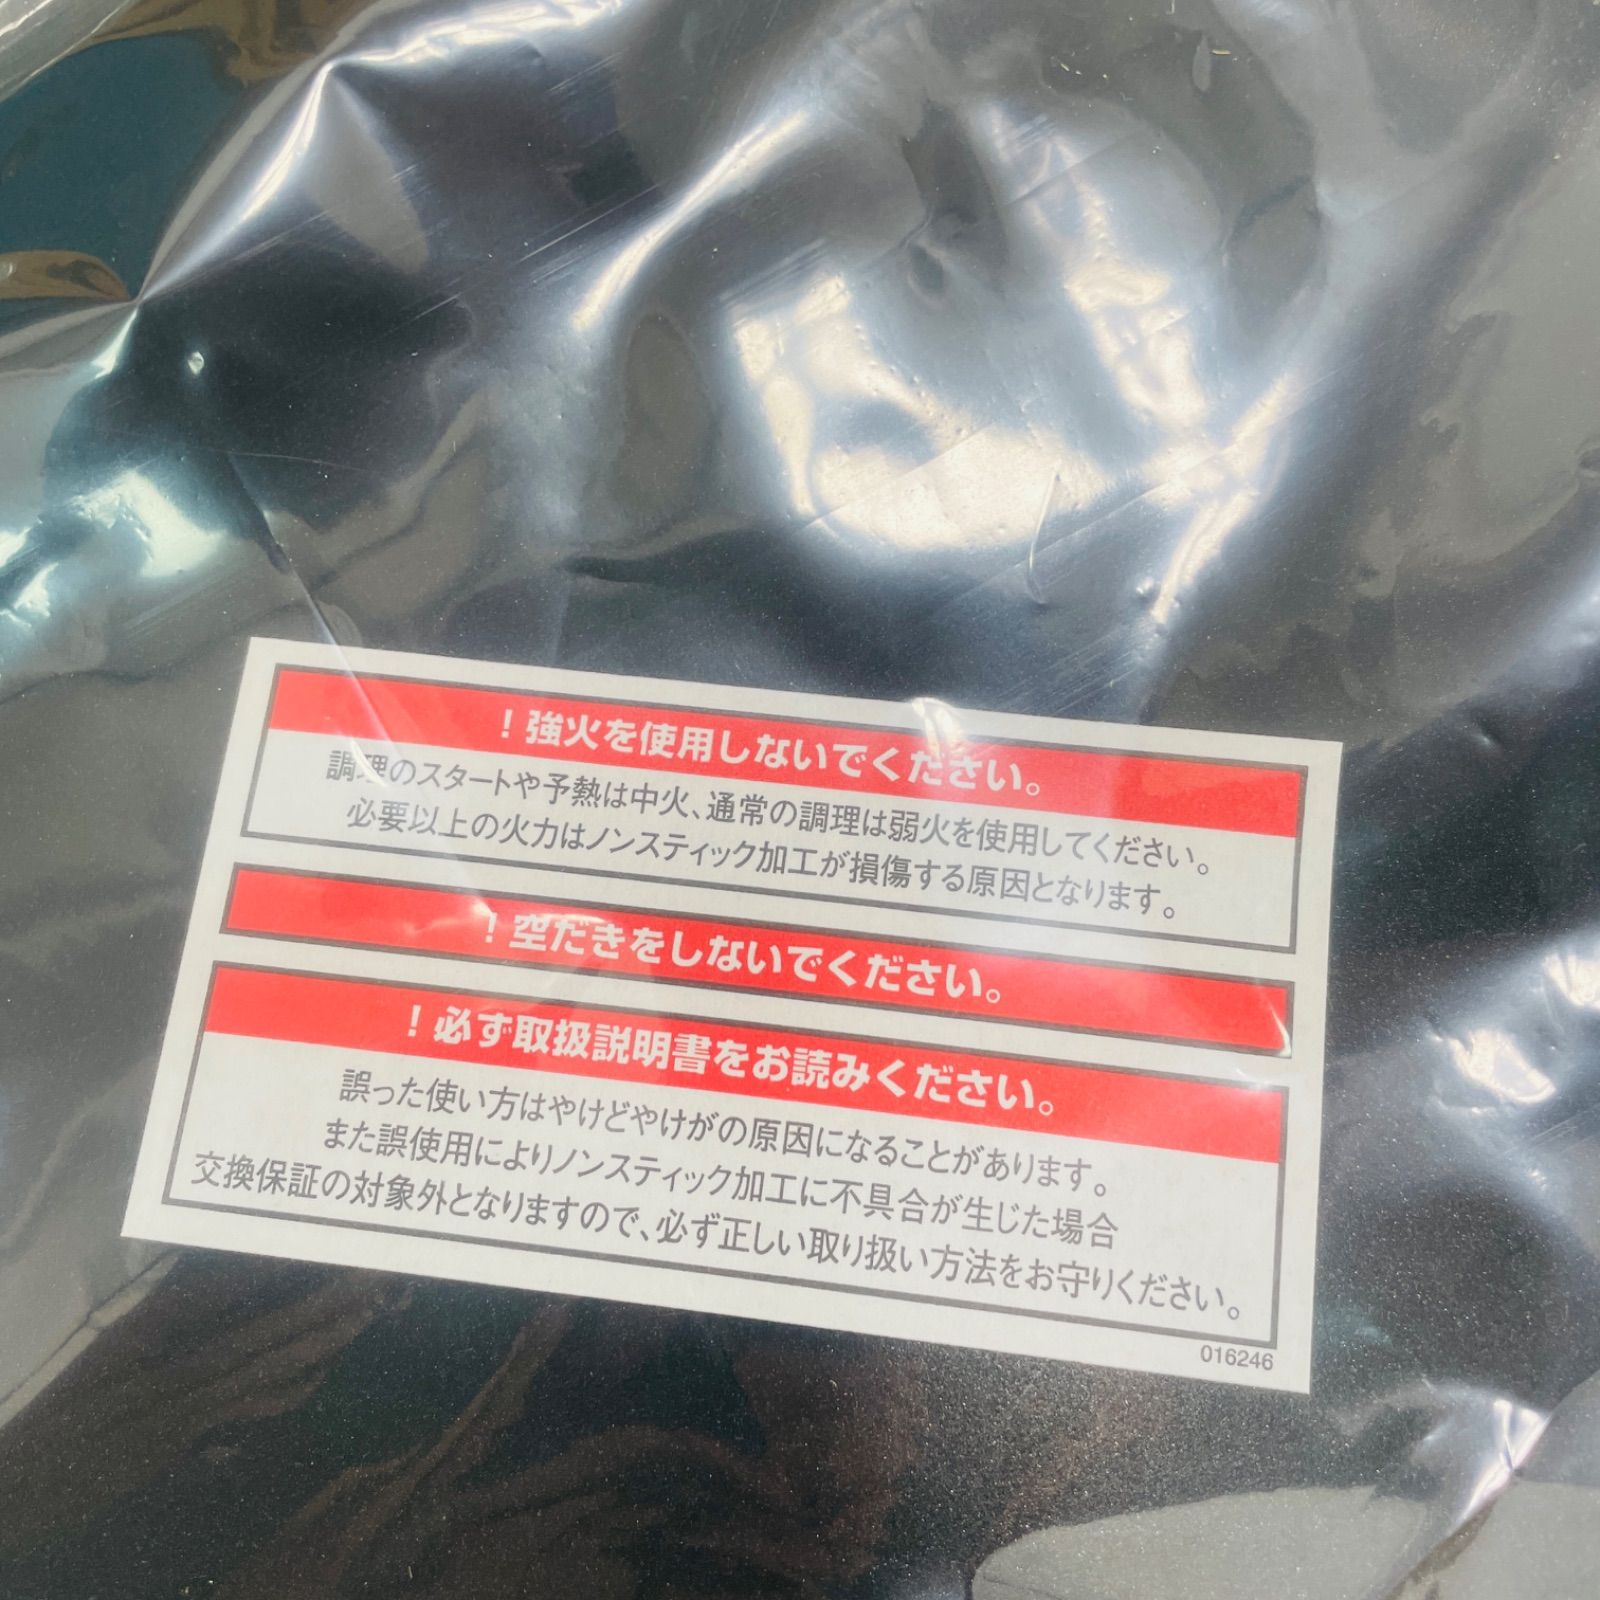 ！強火を使用しないでください。
調理のスタートや予熱は中火、通常の調理は弱火を使用してください。
必要以上の火力はノンスティック加工が損傷する原因となります。
！空だきをしないでください。
！必ず取扱説明書をお読みください。
誤った使い方はやけどやけがの原因になることがあります。
また誤使用によりノンスティック加工に不具合が生じた場合
交換保証の対象外となりますので、必ず正しい取り扱い方法をお守りください。
016246